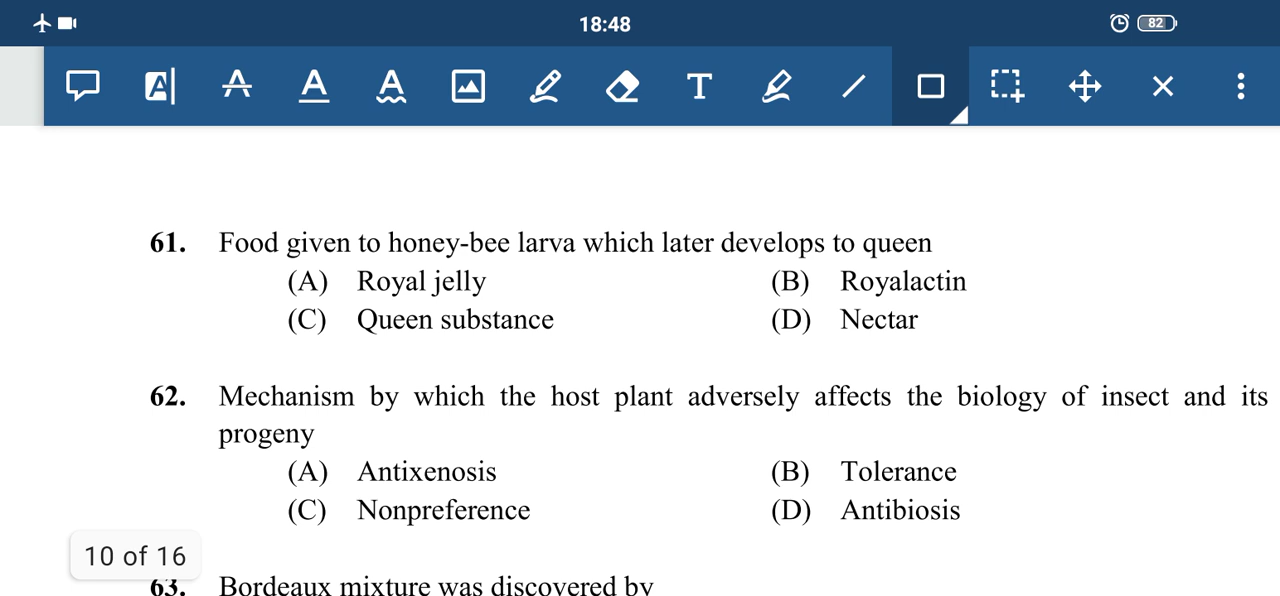 18:48
82
A
A
A
A
T
61. Food given to honey-bee larva which later develops to queen
(A) Royal jelly (B) Royalactin
(C) Queen substance (D) Nectar
62. Mechanism by which the host plant adversely affects the biology of insect and its
progeny
(A) Antixenosis (B) Tolerance
(C) Nonpreference (D) Antibiosis
10 of 16
63. Bordeaux mixture was discovered by